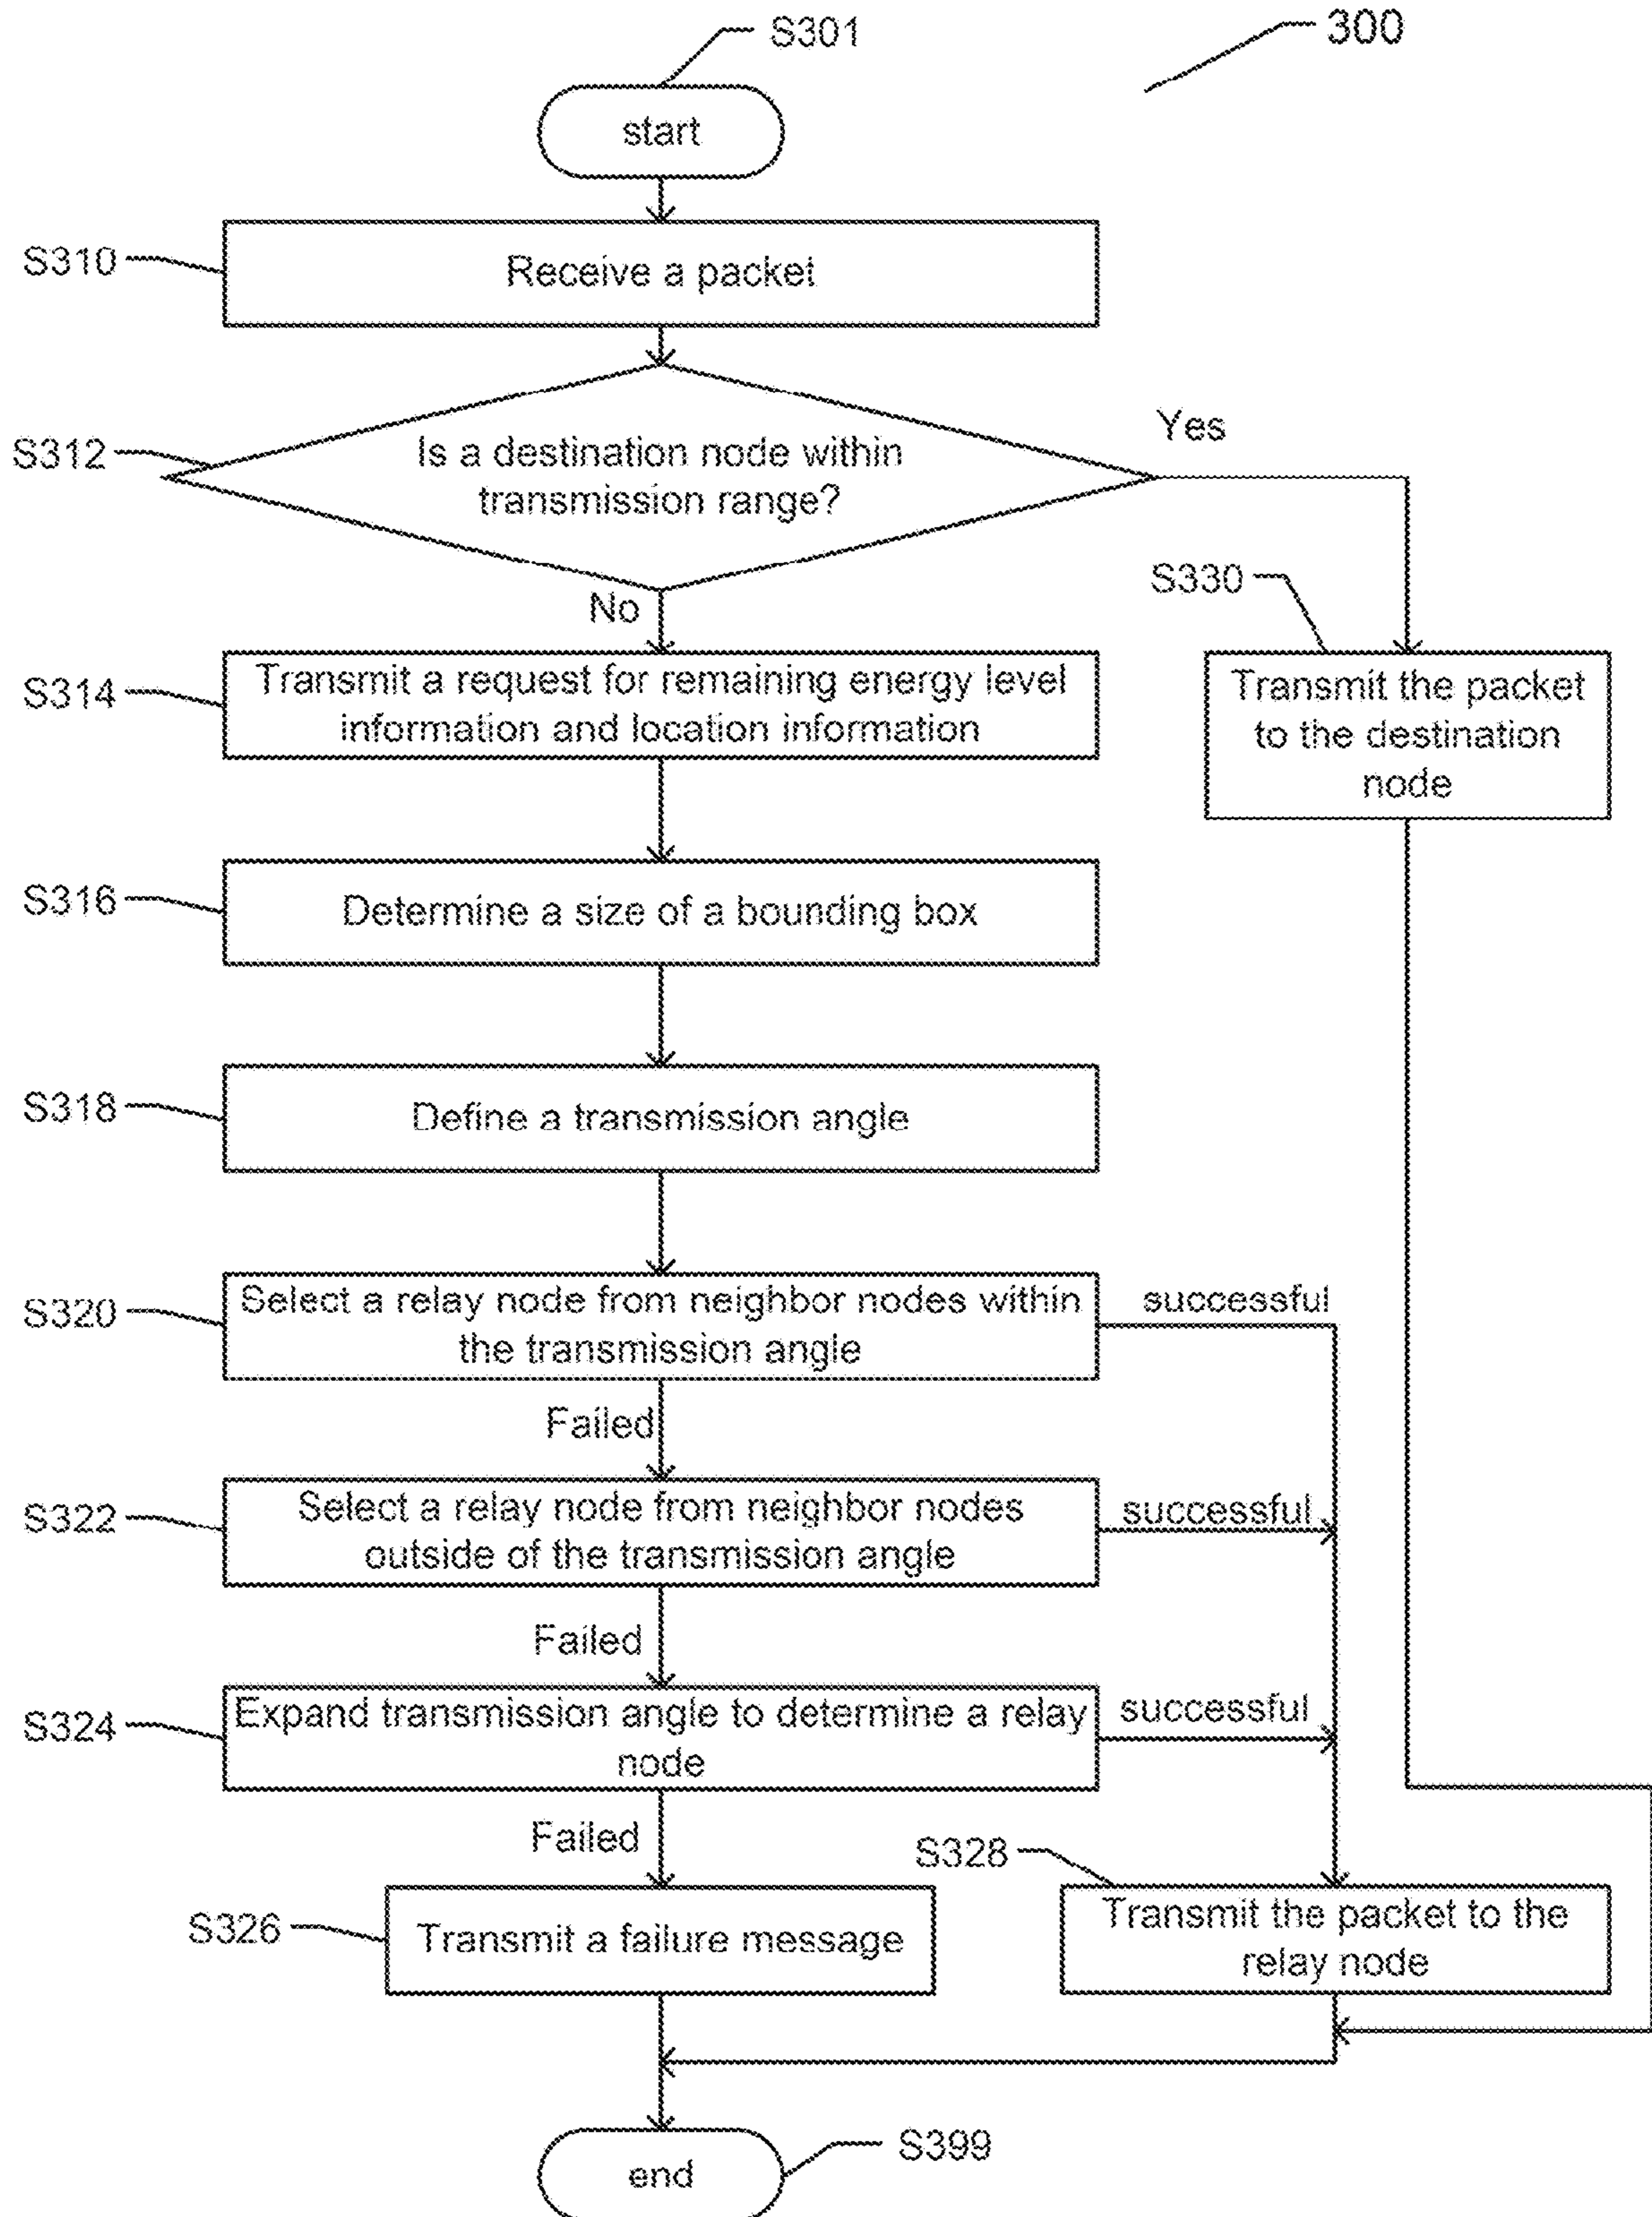 S301
300
start
S310
Receive a packet
S312
Is a destination node within
transmission range?
Yes
No
S330
S314
Transmit a request for remaining energy level
information and location information
Transmit the packet
to the destination
node
S316
Determine a size of a bounding box
S318
Define a transmission angle
S320
Select a relay node from neighbor nodes within
the transmission angle
successful
Failed
S322
Select a relay node from neighbor nodes
outside of the transmission angle
successful
Failed
S324
Expand transmission angle to determine a relay
node
successful
Failed
S328
S326
Transmit a failure message
Transmit the packet to the
relay node
S399
end